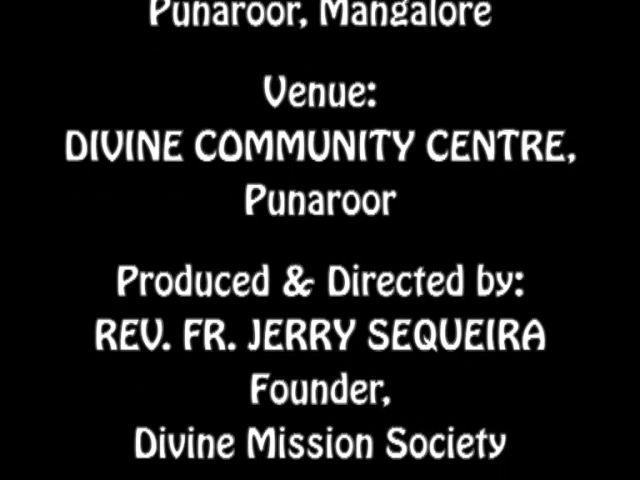 Punaroor, Mangalore
Venue:
DIVINE COMMUNITY CENTRE,
Punaroor
Produced & Directed by:
REV. FR. JERRY SEQUEIRA
Founder,
Divine Mission Society